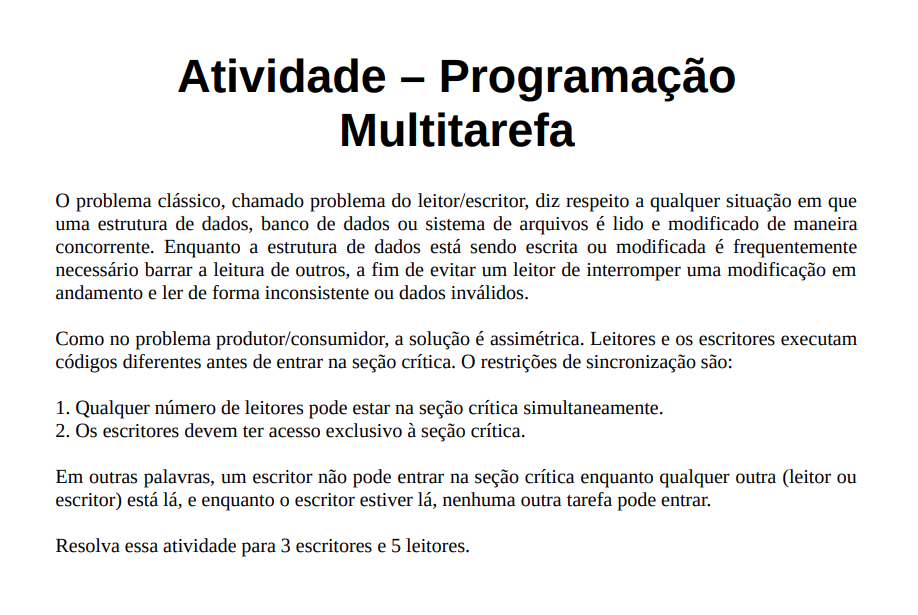 Atividade – Programação
Multitarefa
O problema clássico, chamado problema do leitor/escritor, diz respeito a qualquer situação em que
uma estrutura de dados, banco de dados ou sistema de arquivos é lido e modificado de maneira
concorrente. Enquanto a estrutura de dados está sendo escrita ou modificada é frequentemente
necessário barrar a leitura de outros, a fim de evitar um leitor de interromper uma modificação em
andamento e ler de forma inconsistente ou dados inválidos.
Como no problema produtor/consumidor, a solução é assimétrica. Leitores e os escritores executam
códigos diferentes antes de entrar na seção crítica. O restrições de sincronização são:
1. Qualquer número de leitores pode estar na seção crítica simultaneamente.
2. Os escritores devem ter acesso exclusivo à seção crítica.
Em outras palavras, um escritor não pode entrar na seção crítica enquanto qualquer outra (leitor ou
escritor) está lá, e enquanto o escritor estiver lá, nenhuma outra tarefa pode entrar.
Resolva essa atividade para 3 escritores e 5 leitores.